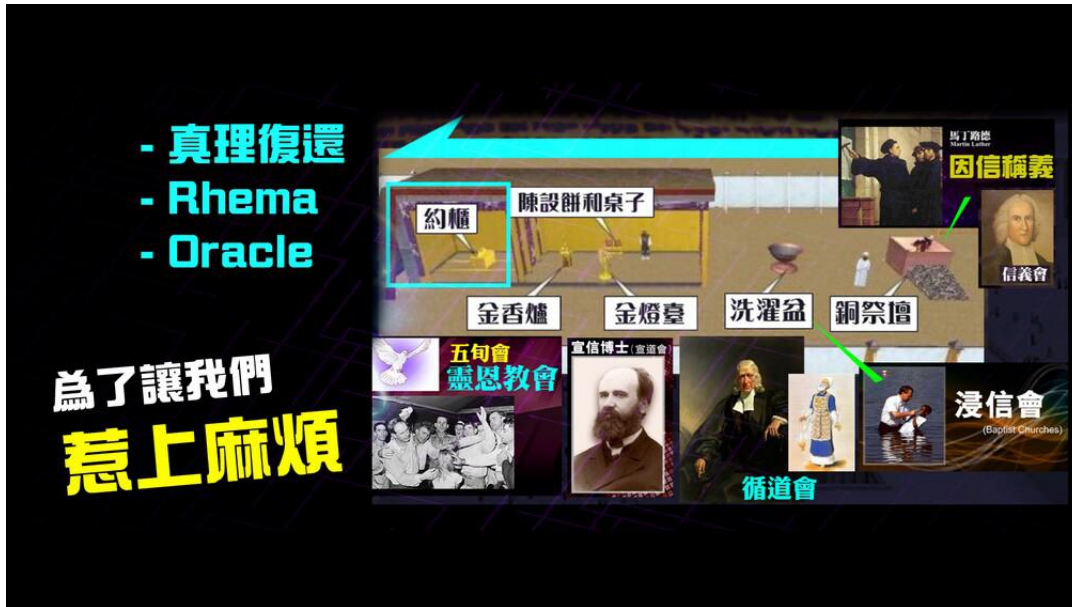 - 真理復還
- Rhema
- Oracle
為了讓我們
惹上麻煩
馬丁路德
Martin Luther
因信稱義
信義會
約櫃
陳設餅和桌子
金香爐
金燈臺
洗濯盆
銅祭壇
五旬會
靈恩教會
宣信博士(宣道會)
循道會
浸信會
(Baptist Churches)